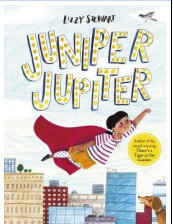 LIZZY STEWART
JUNIPER
JUPITER
Author of the
award-winning
There's a
Tiger in the
Garden